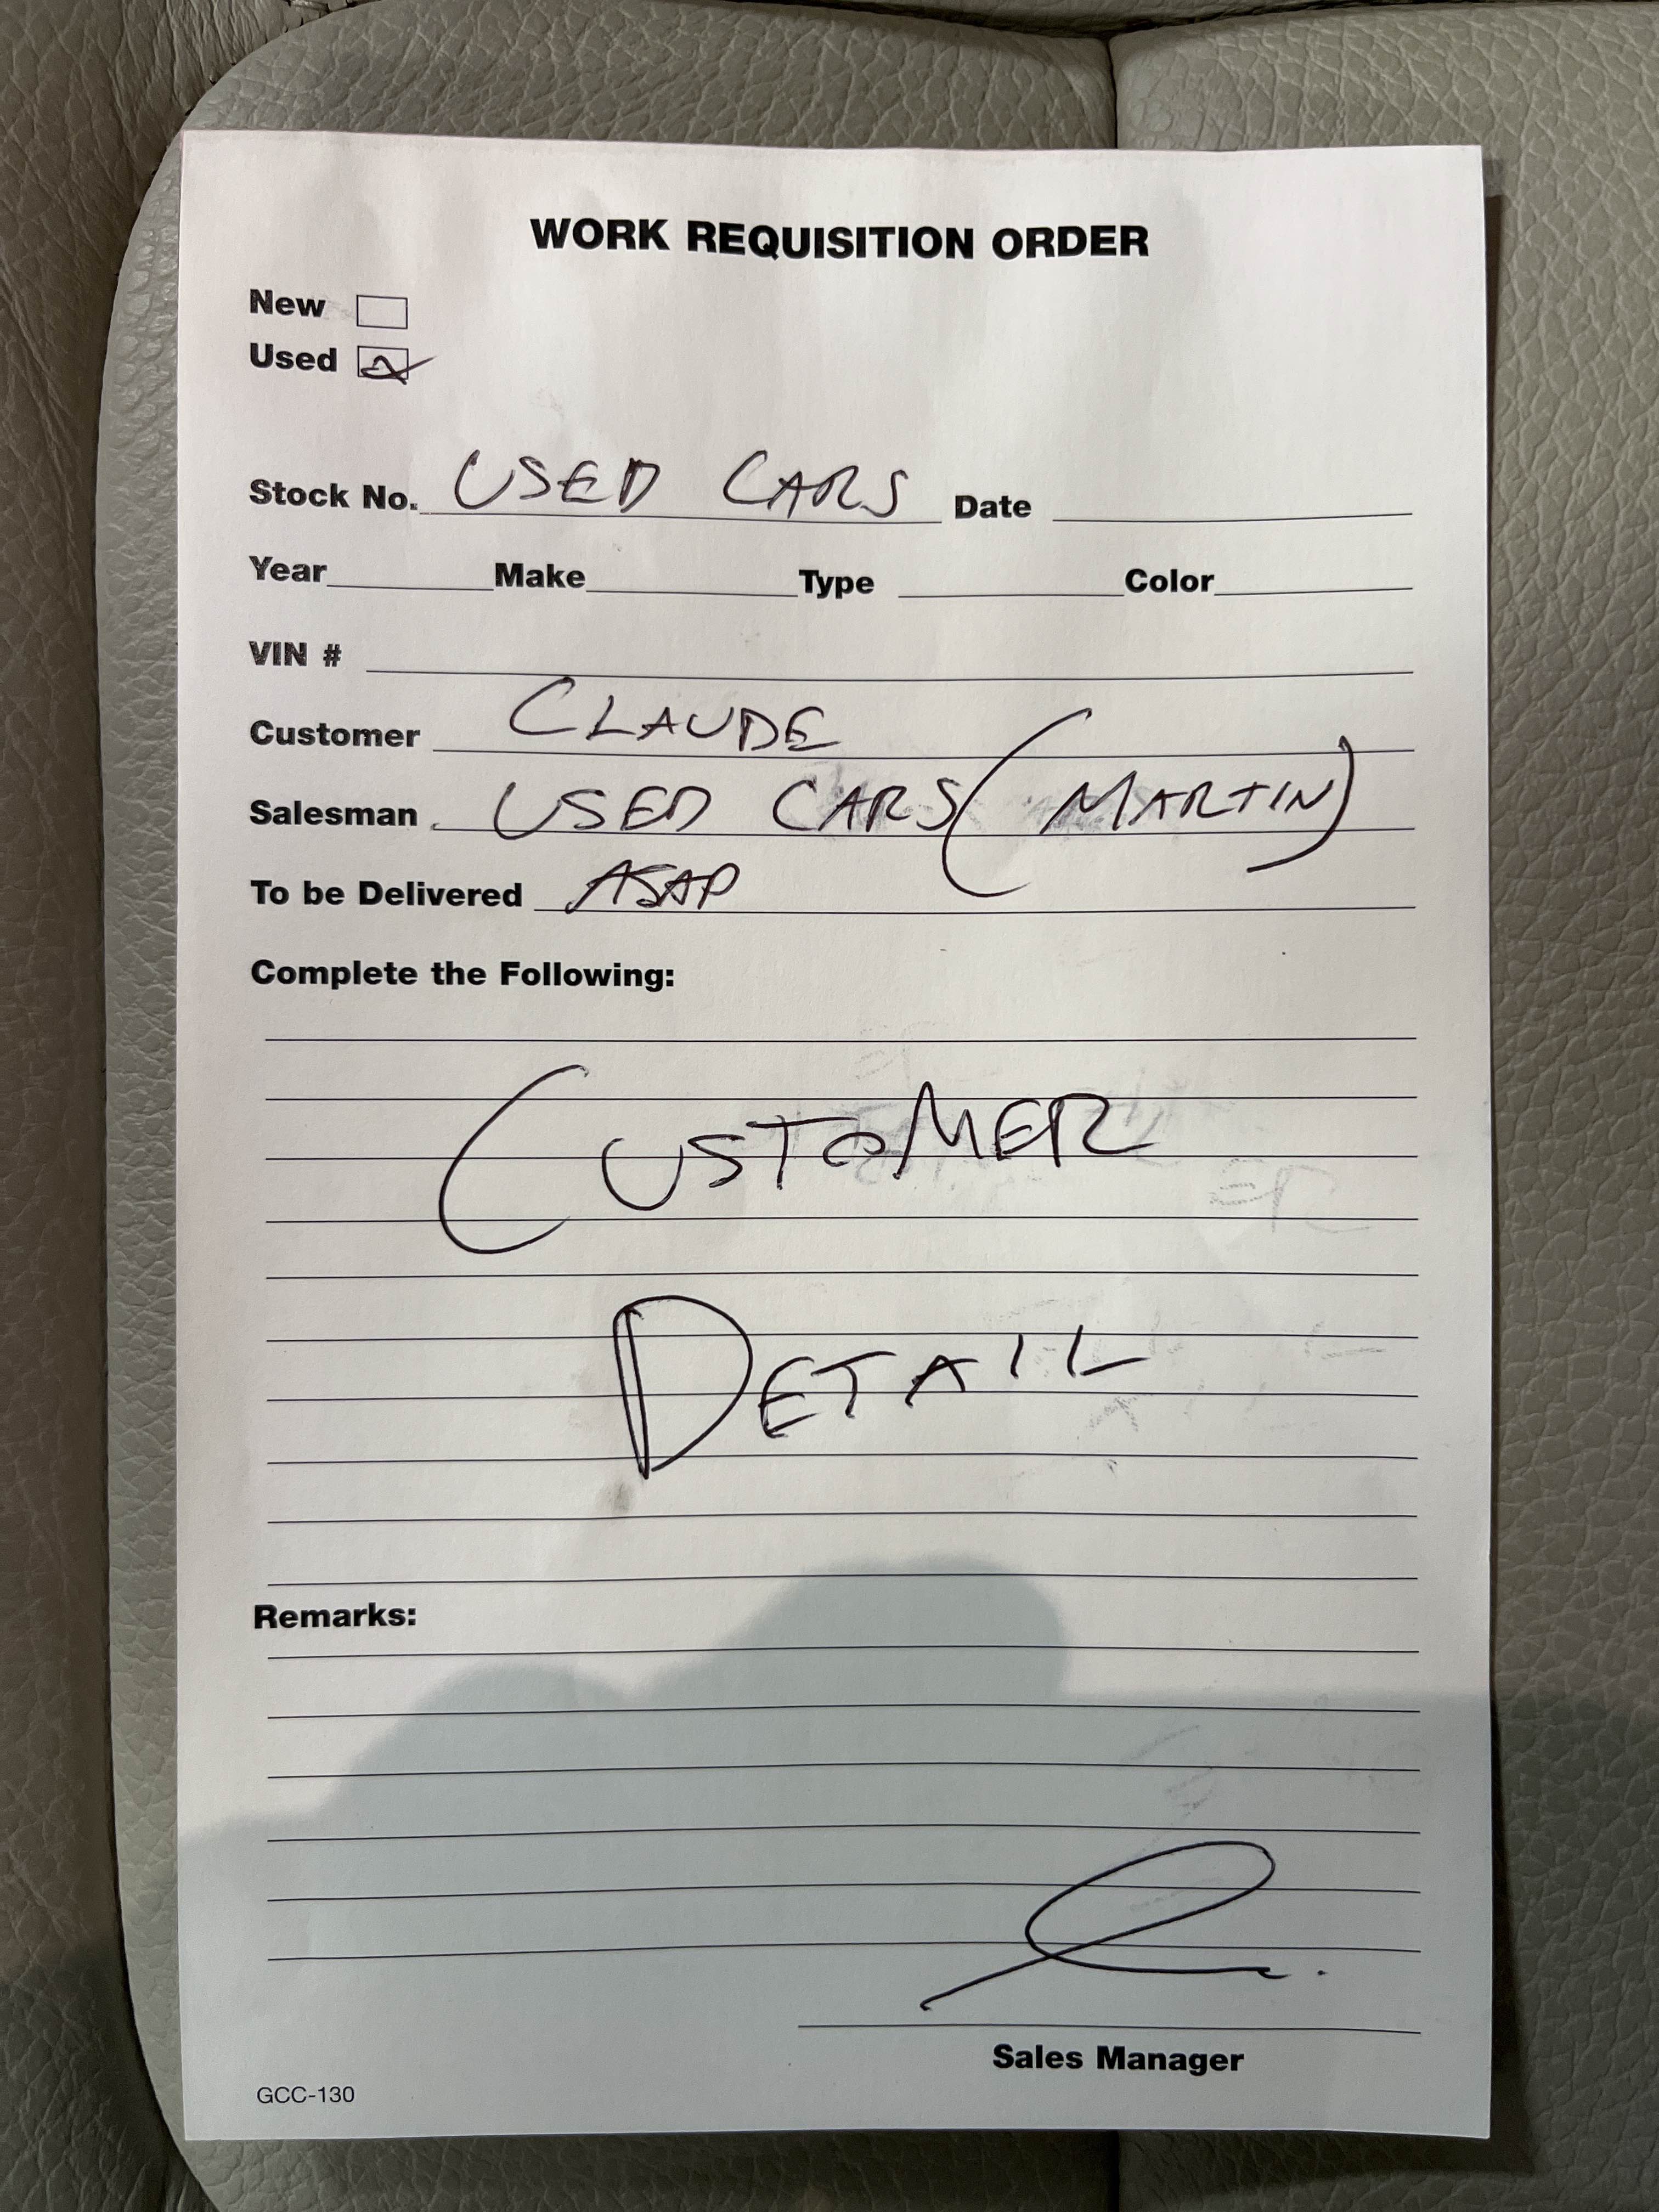 WORK REQUISITION ORDER
New
Used
Stock No. USED CARS Date
Year Make Type Color
VIN #
Customer CLAUDE
Salesman USED CARS (MARTIN)
To be Delivered ASAP
Complete the Following:
CUSTOMER
DETAIL
Remarks:
Sales Manager
GCC-130